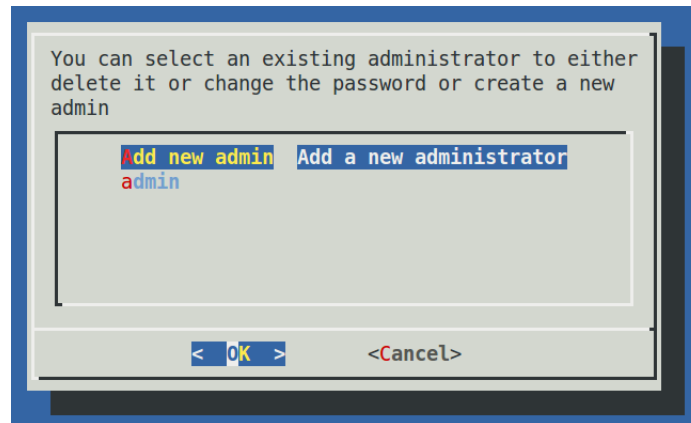 You can select an existing administrator to either
delete it or change the password or create a new
admin
Add new admin  Add a new administrator
admin
<  OK  >  <Cancel>